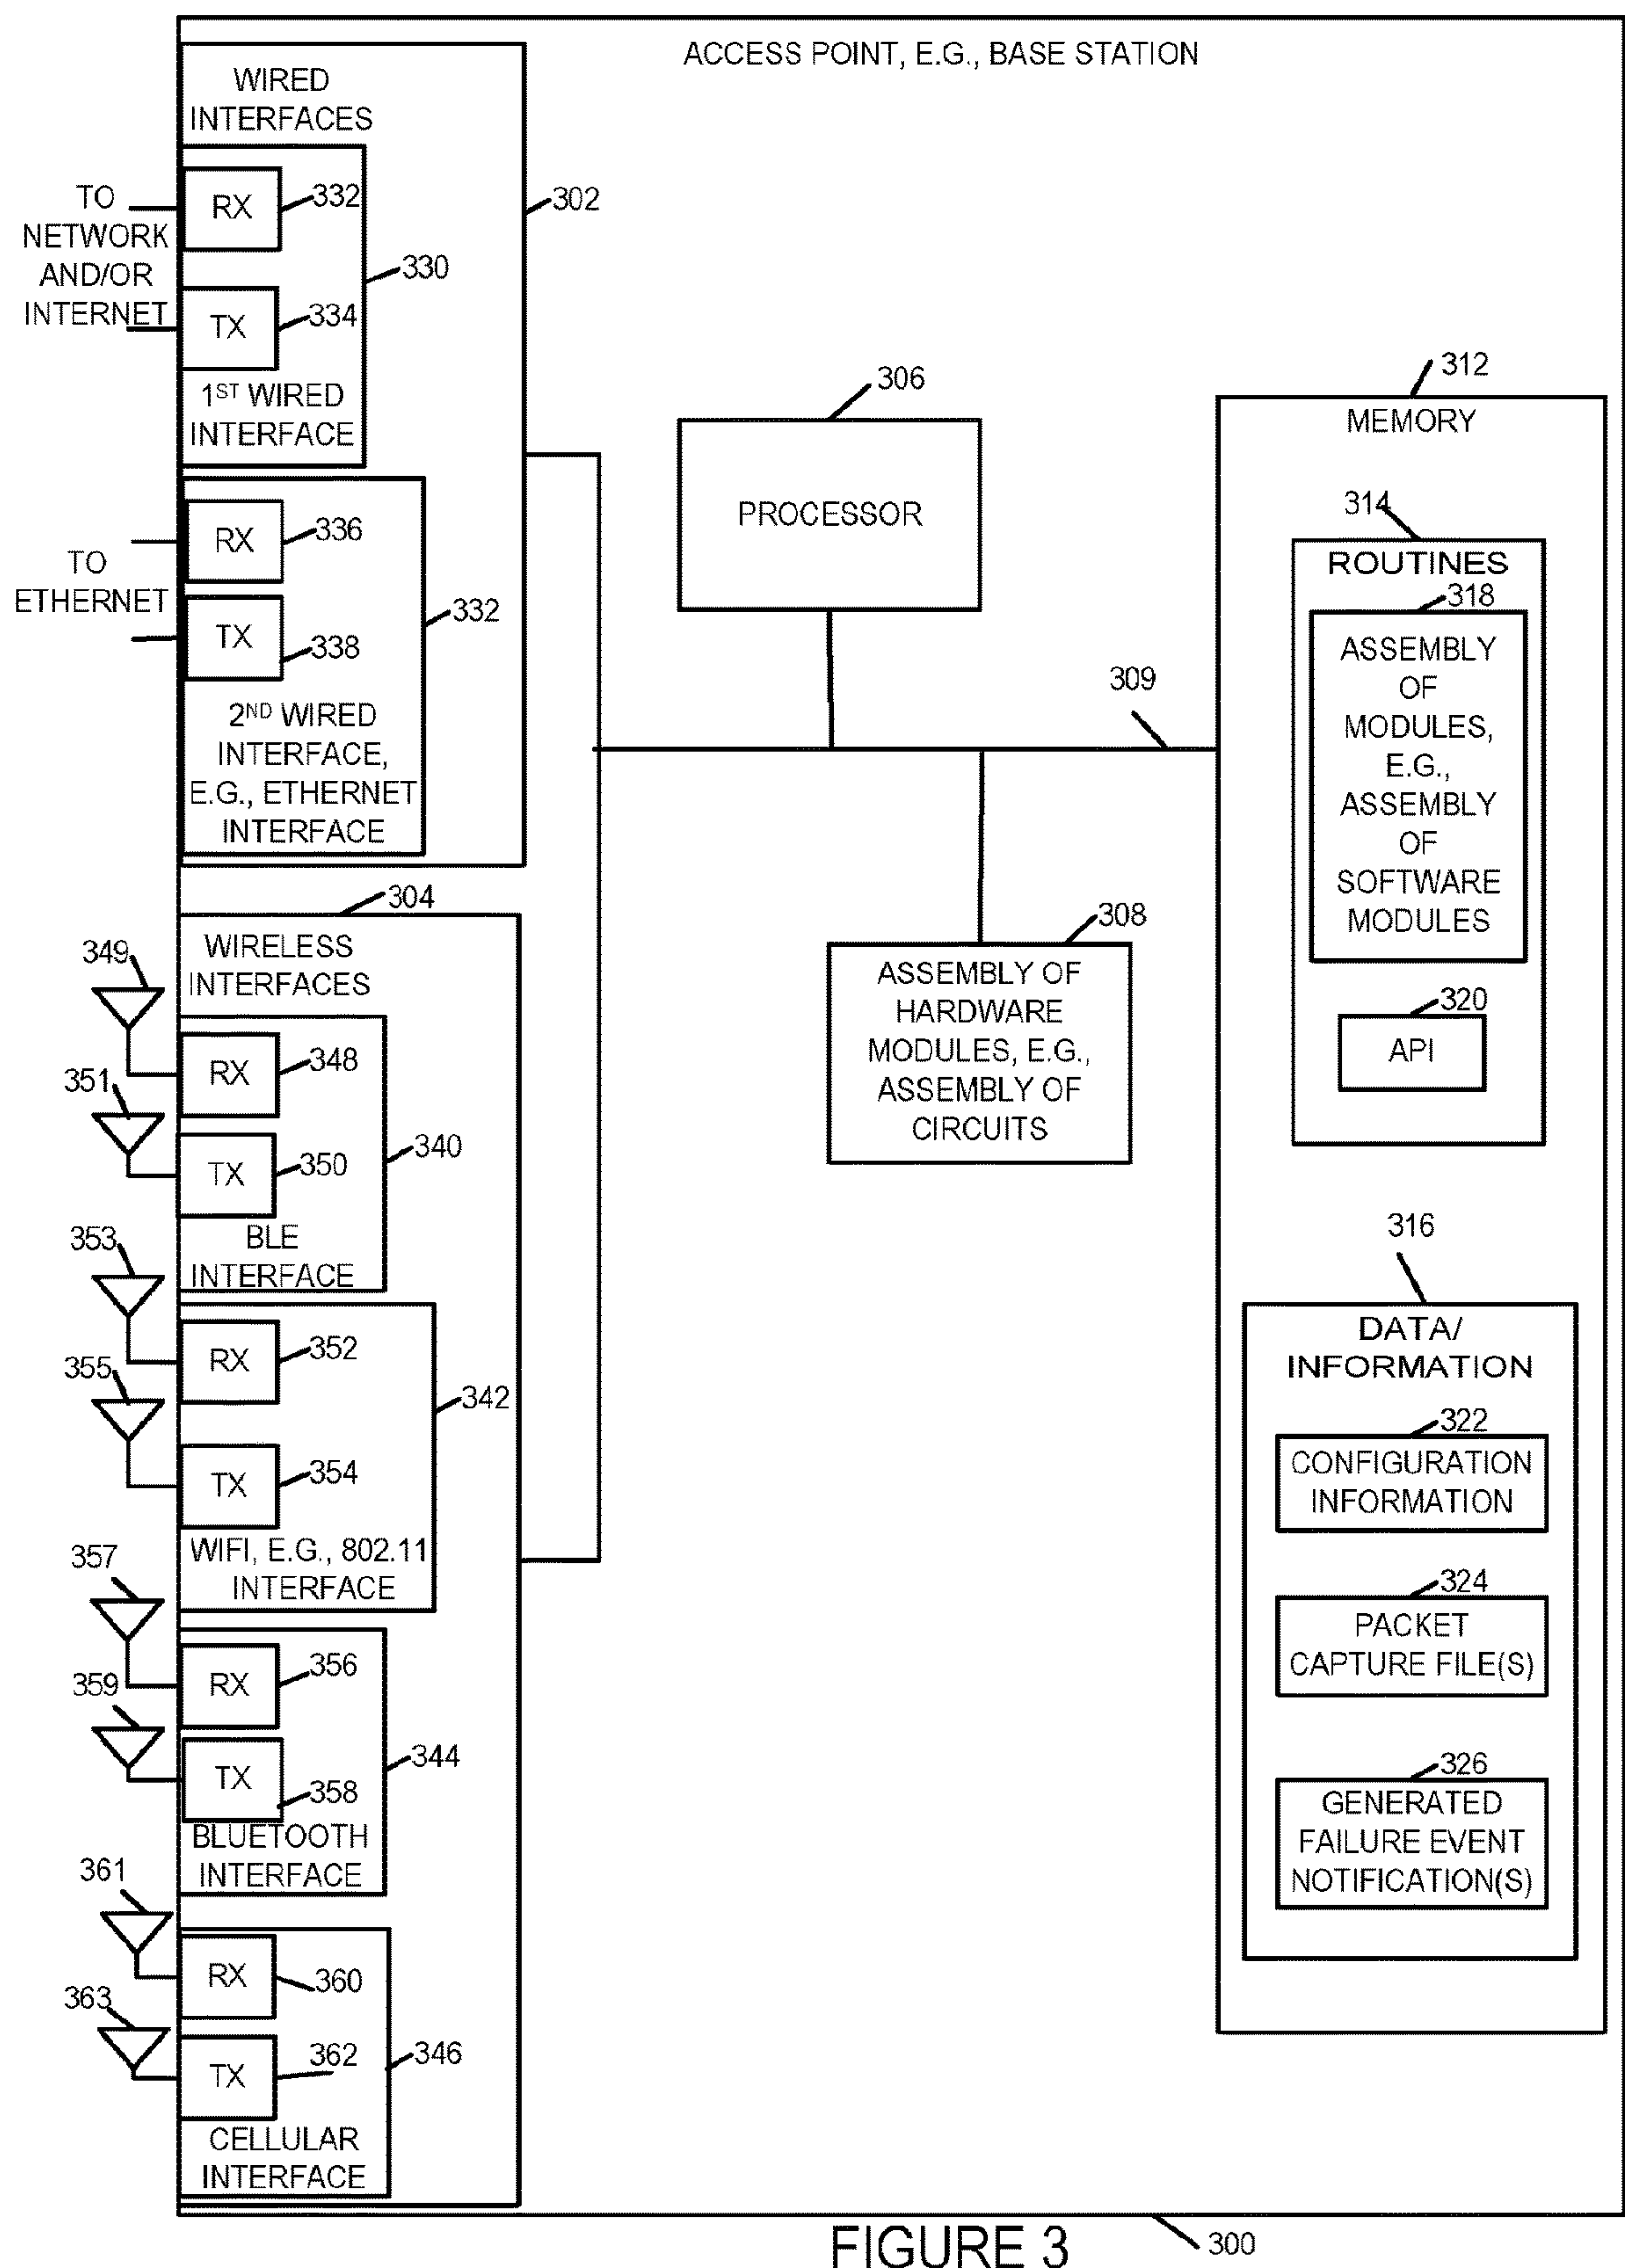 ACCESS POINT, E.G., BASE STATION
WIRED
INTERFACES
302
TO
NETWORK
AND/OR
INTERNET
RX
332
330
TX
334
1ST WIRED
INTERFACE
TO
ETHERNET
RX
336
332
TX
338
2ND WIRED
INTERFACE,
E.G., ETHERNET
INTERFACE
304
WIRELESS
INTERFACES
349
RX
348
351
TX
350
340
BLE
INTERFACE
353
RX
352
355
342
TX
354
WIFI, E.G., 802.11
INTERFACE
357
RX
356
359
344
TX
358
BLUETOOTH
INTERFACE
361
RX
360
363
TX
362
346
CELLULAR
INTERFACE
306
PROCESSOR
309
308
ASSEMBLY OF
HARDWARE
MODULES, E.G.,
ASSEMBLY OF
CIRCUITS
312
MEMORY
314
ROUTINES
318
ASSEMBLY
OF
MODULES,
E.G.,
ASSEMBLY
OF
SOFTWARE
MODULES
320
API
316
DATA/
INFORMATION
322
CONFIGURATION
INFORMATION
324
PACKET
CAPTURE FILE(S)
326
GENERATED
FAILURE EVENT
NOTIFICATION(S)
300
FIGURE 3